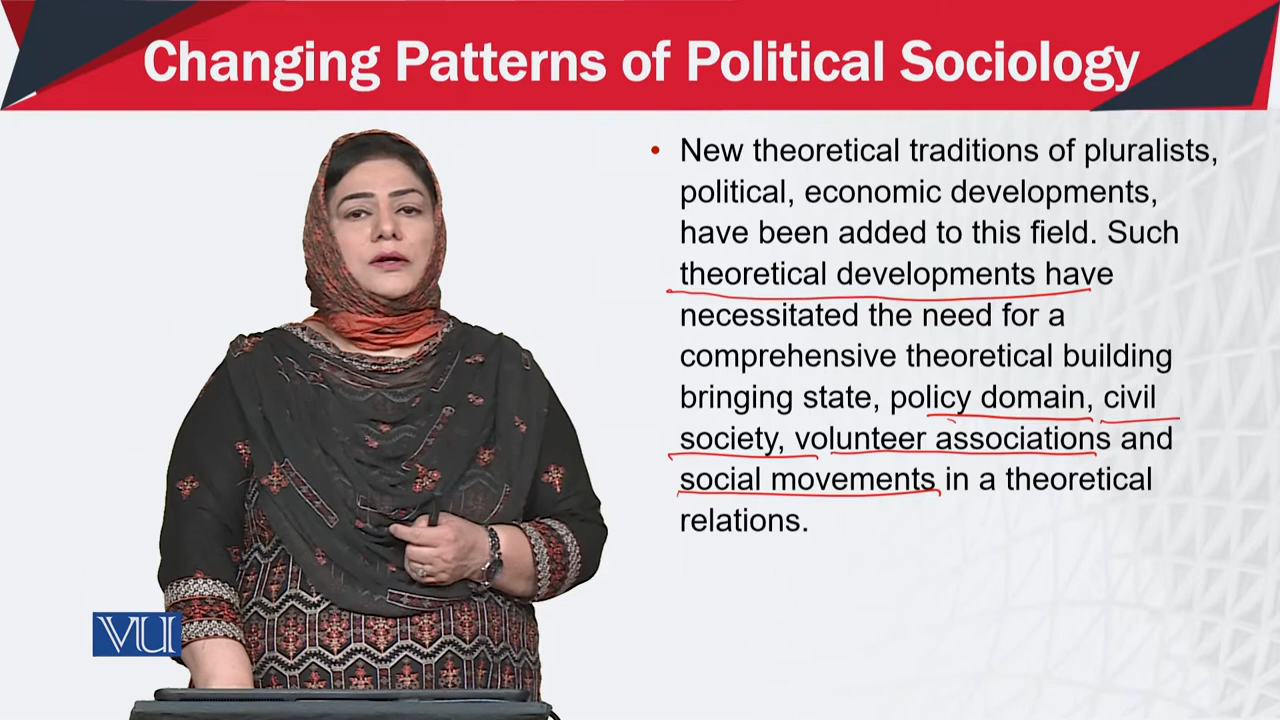 Changing Patterns of Political Sociology
• New theoretical traditions of pluralists,
political, economic developments,
have been added to this field. Such
theoretical developments have
necessitated the need for a
comprehensive theoretical building
bringing state, policy domain, civil
society, volunteer associations and
social movements in a theoretical
relations.
VU